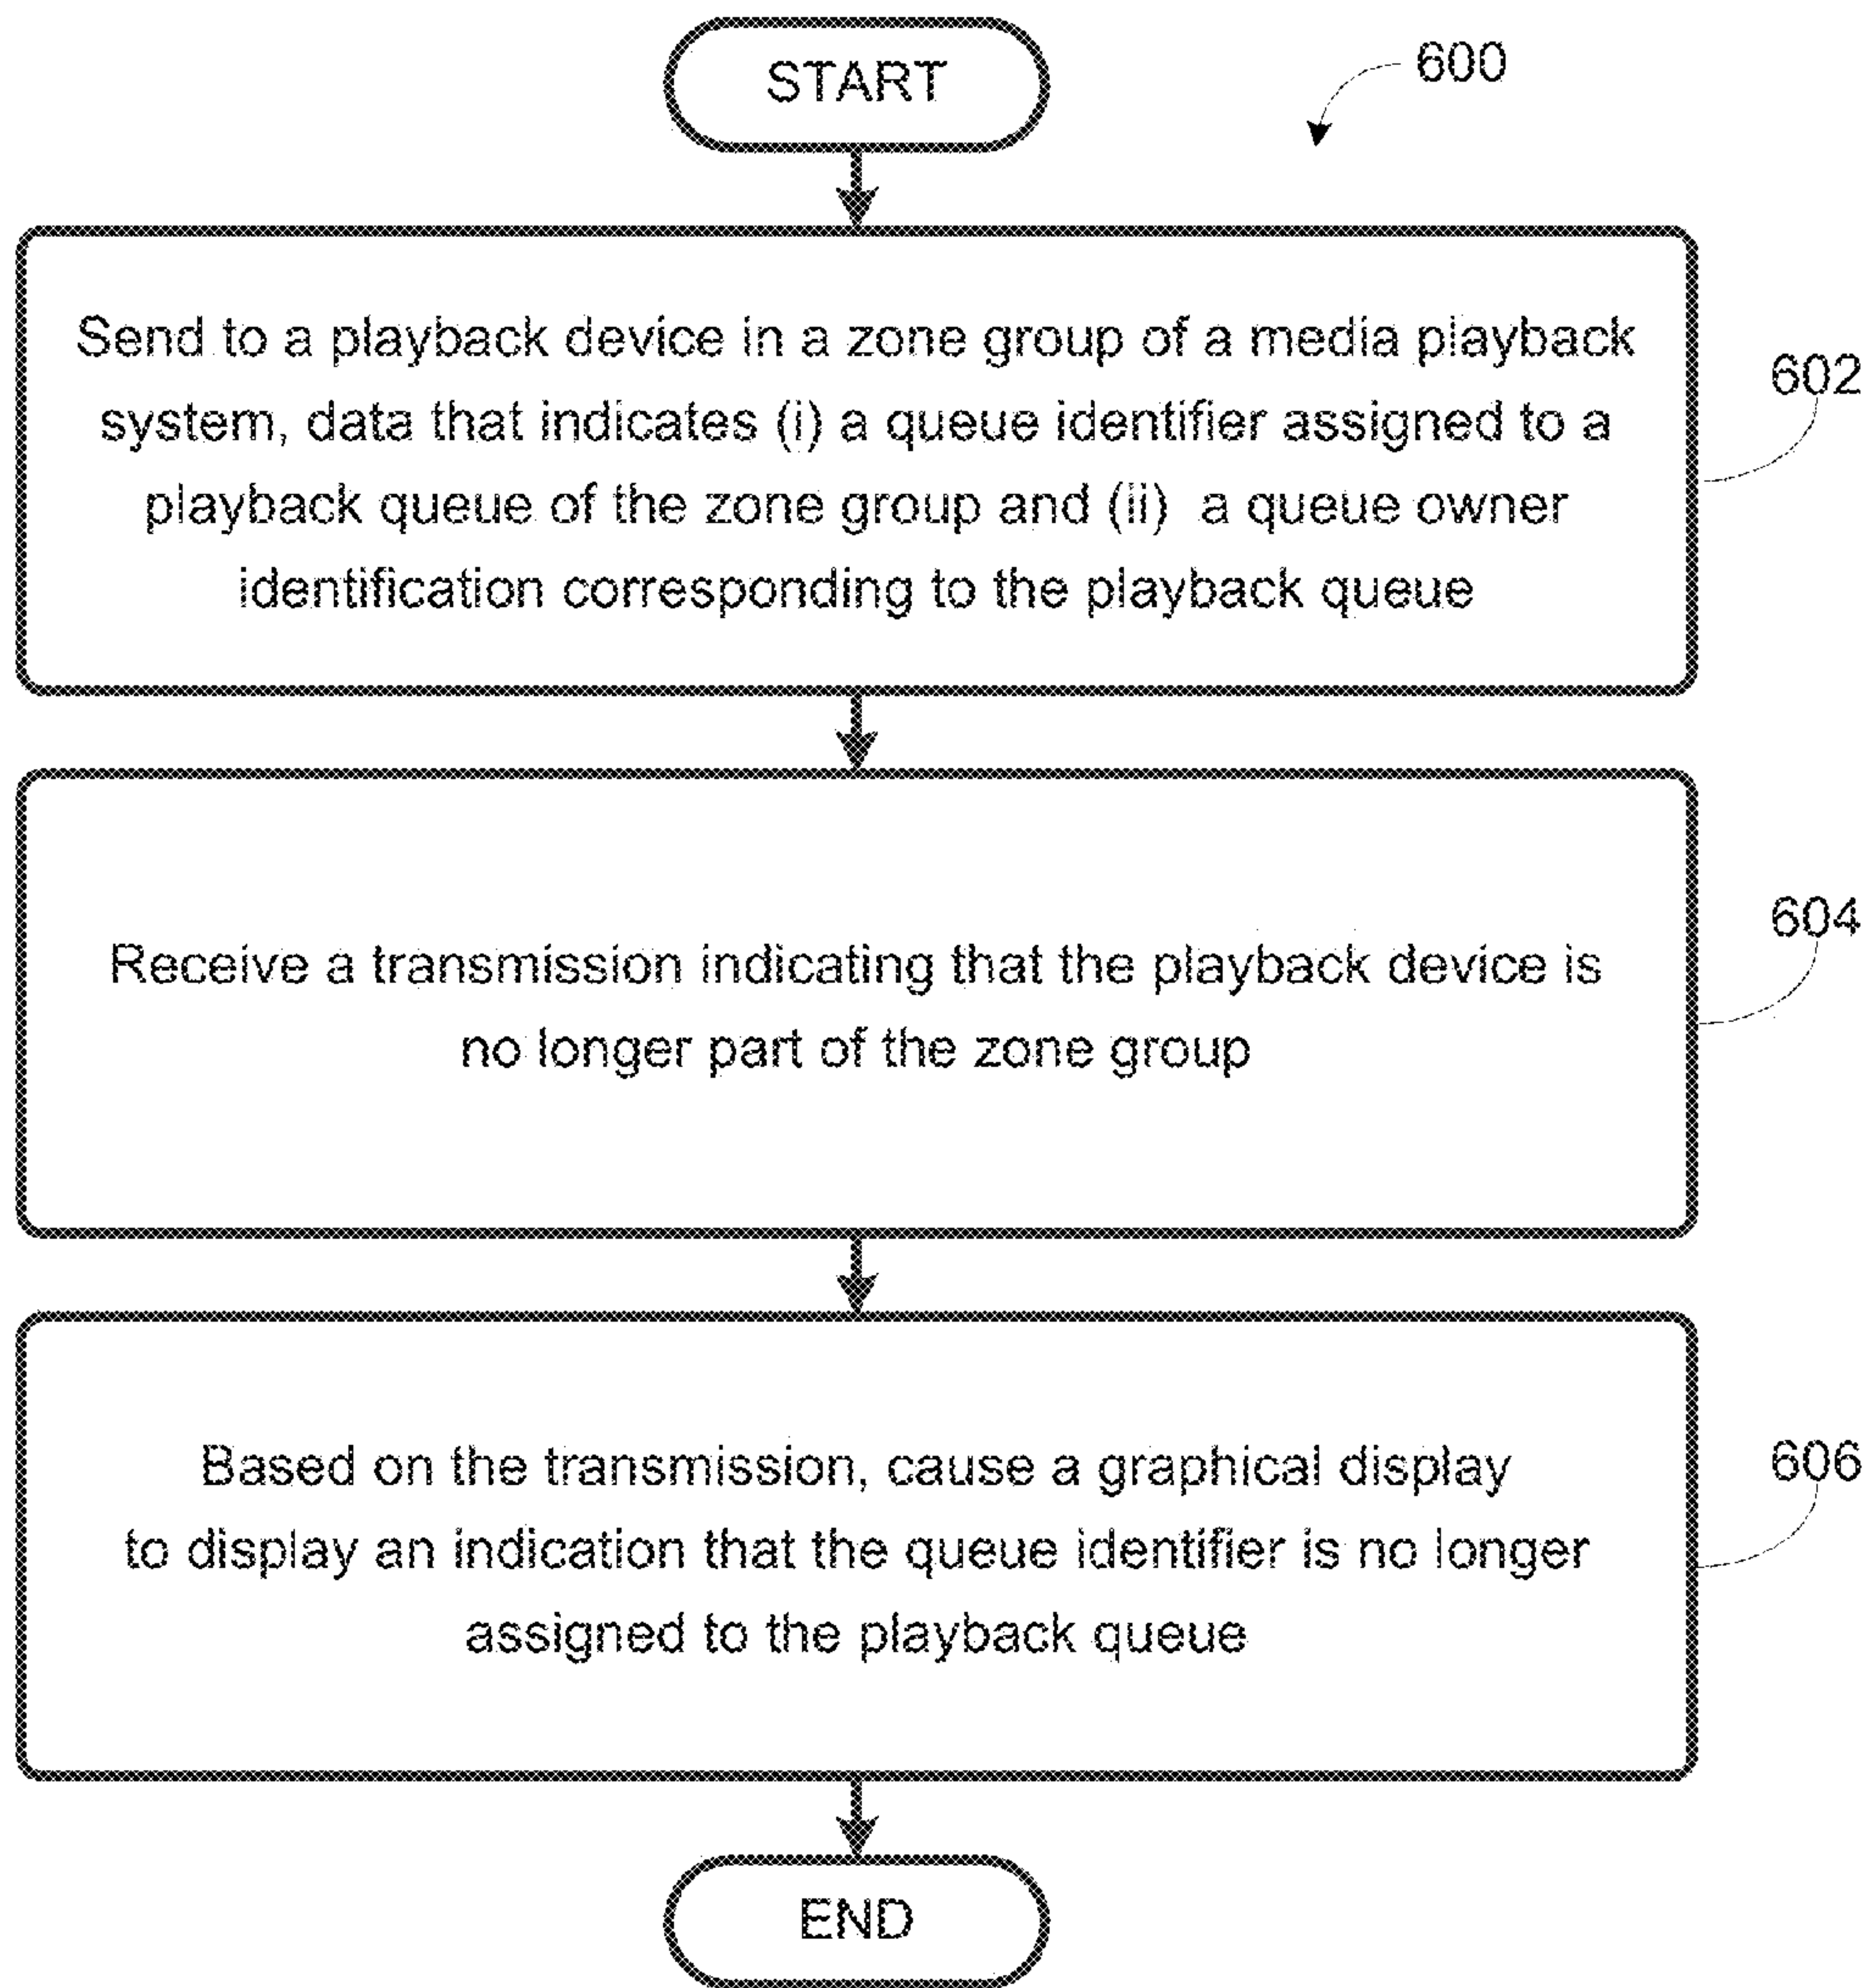 START
600
Send to a playback device in a zone group of a media playback
system, data that indicates (i) a queue identifier assigned to a
playback queue of the zone group and (ii) a queue owner
identification corresponding to the playback queue
602
Receive a transmission indicating that the playback device is
no longer part of the zone group
604
Based on the transmission, cause a graphical display
to display an indication that the queue identifier is no longer
assigned to the playback queue
606
END